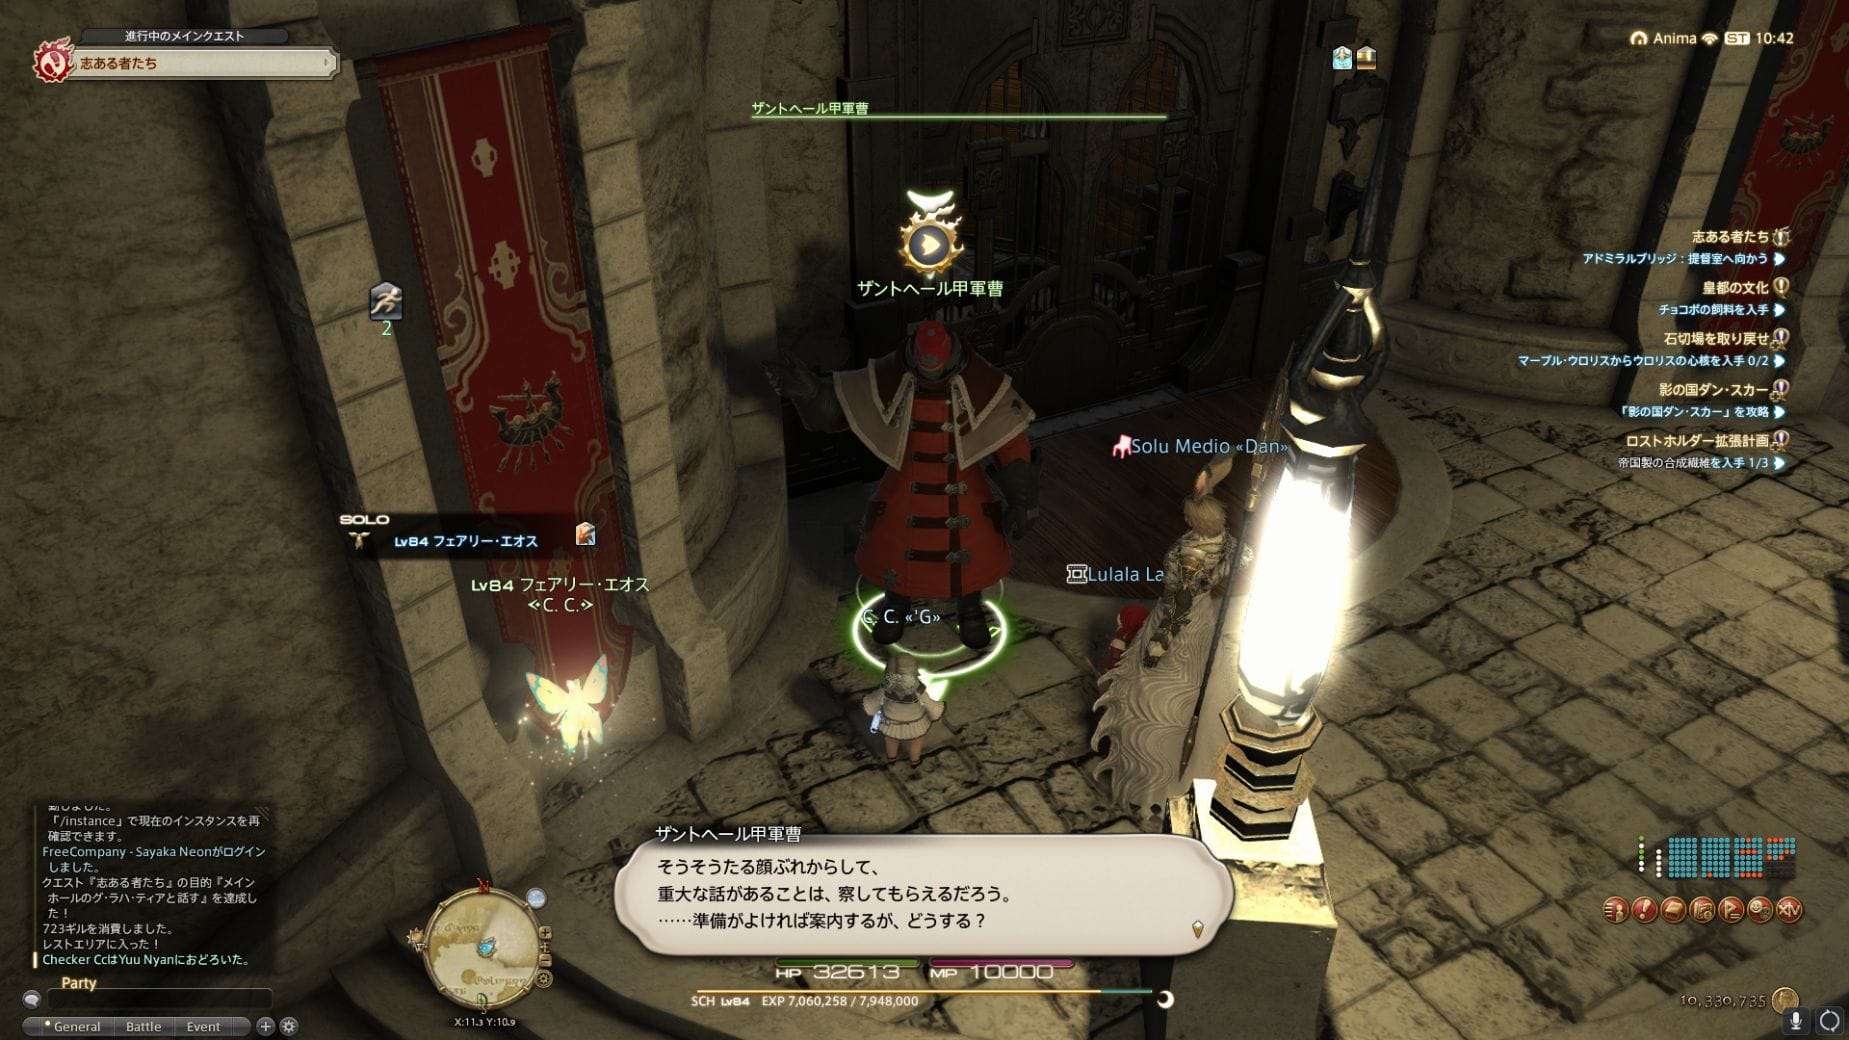 進行中のメインクエスト
志ある者たち
Anima ST 10:42
ザントヘール甲軍曹
ザントヘール甲軍曹
2
志ある者たち
アドミラルブリッジ：提督室へ向かう
皇都の文化
チョコボの飼料を入手
石切場を取り戻せ
マーブル・ウロリスからウロリスの心核を入手 0/2
影の国ダン・スカー
『影の国ダン・スカー』を攻略
ロストホルダー拡張計画
帝国製の合成繊維を入手 1/3
Solu Medio «Dan»
SOLO
Lv84 フェアリー・エオス
Lv84 フェアリー・エオス
«C. C.»
Lulala La
C. C. «'G»
動しました。
「/instance」で現在のインスタンスを再
確認できます。
FreeCompany - Sayaka Neonがログイン
しました。
クエスト『志ある者たち』の目的『メイン
ホールのグ・ラハ・ティアと話す』を達成し
た！
723ギルを消費しました。
レストエリアに入った！
Checker CcはYuu Nyanにおどろいた。
Party
General Battle Event
N
X:11.3 Y:10.9
ザントヘール甲軍曹
そうそうたる顔ぶれからして、
重大な話があることは、察してもらえるだろう。
……準備がよければ案内するが、どうする？
HP 32613 MP 10000
SCH Lv84 EXP 7,060,258 / 7,948,000
XIV
10,330,735